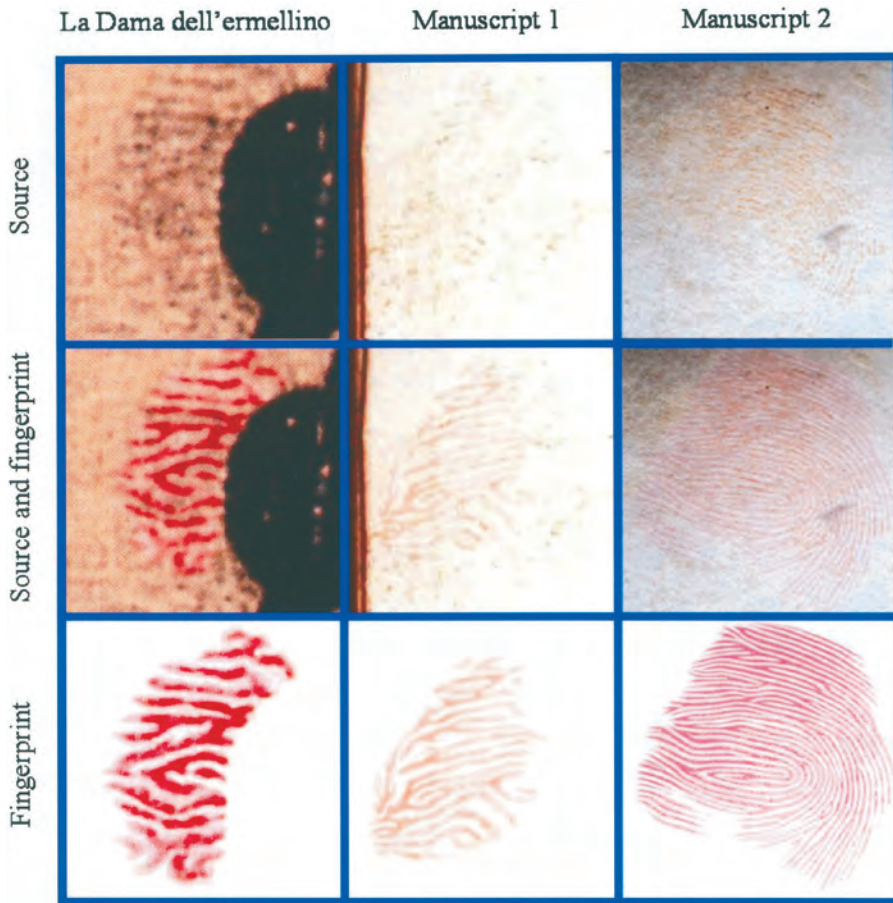 La Dama dell'ermellino
Manuscript 1
Manuscript 2
Source
Source and fingerprint
Fingerprint